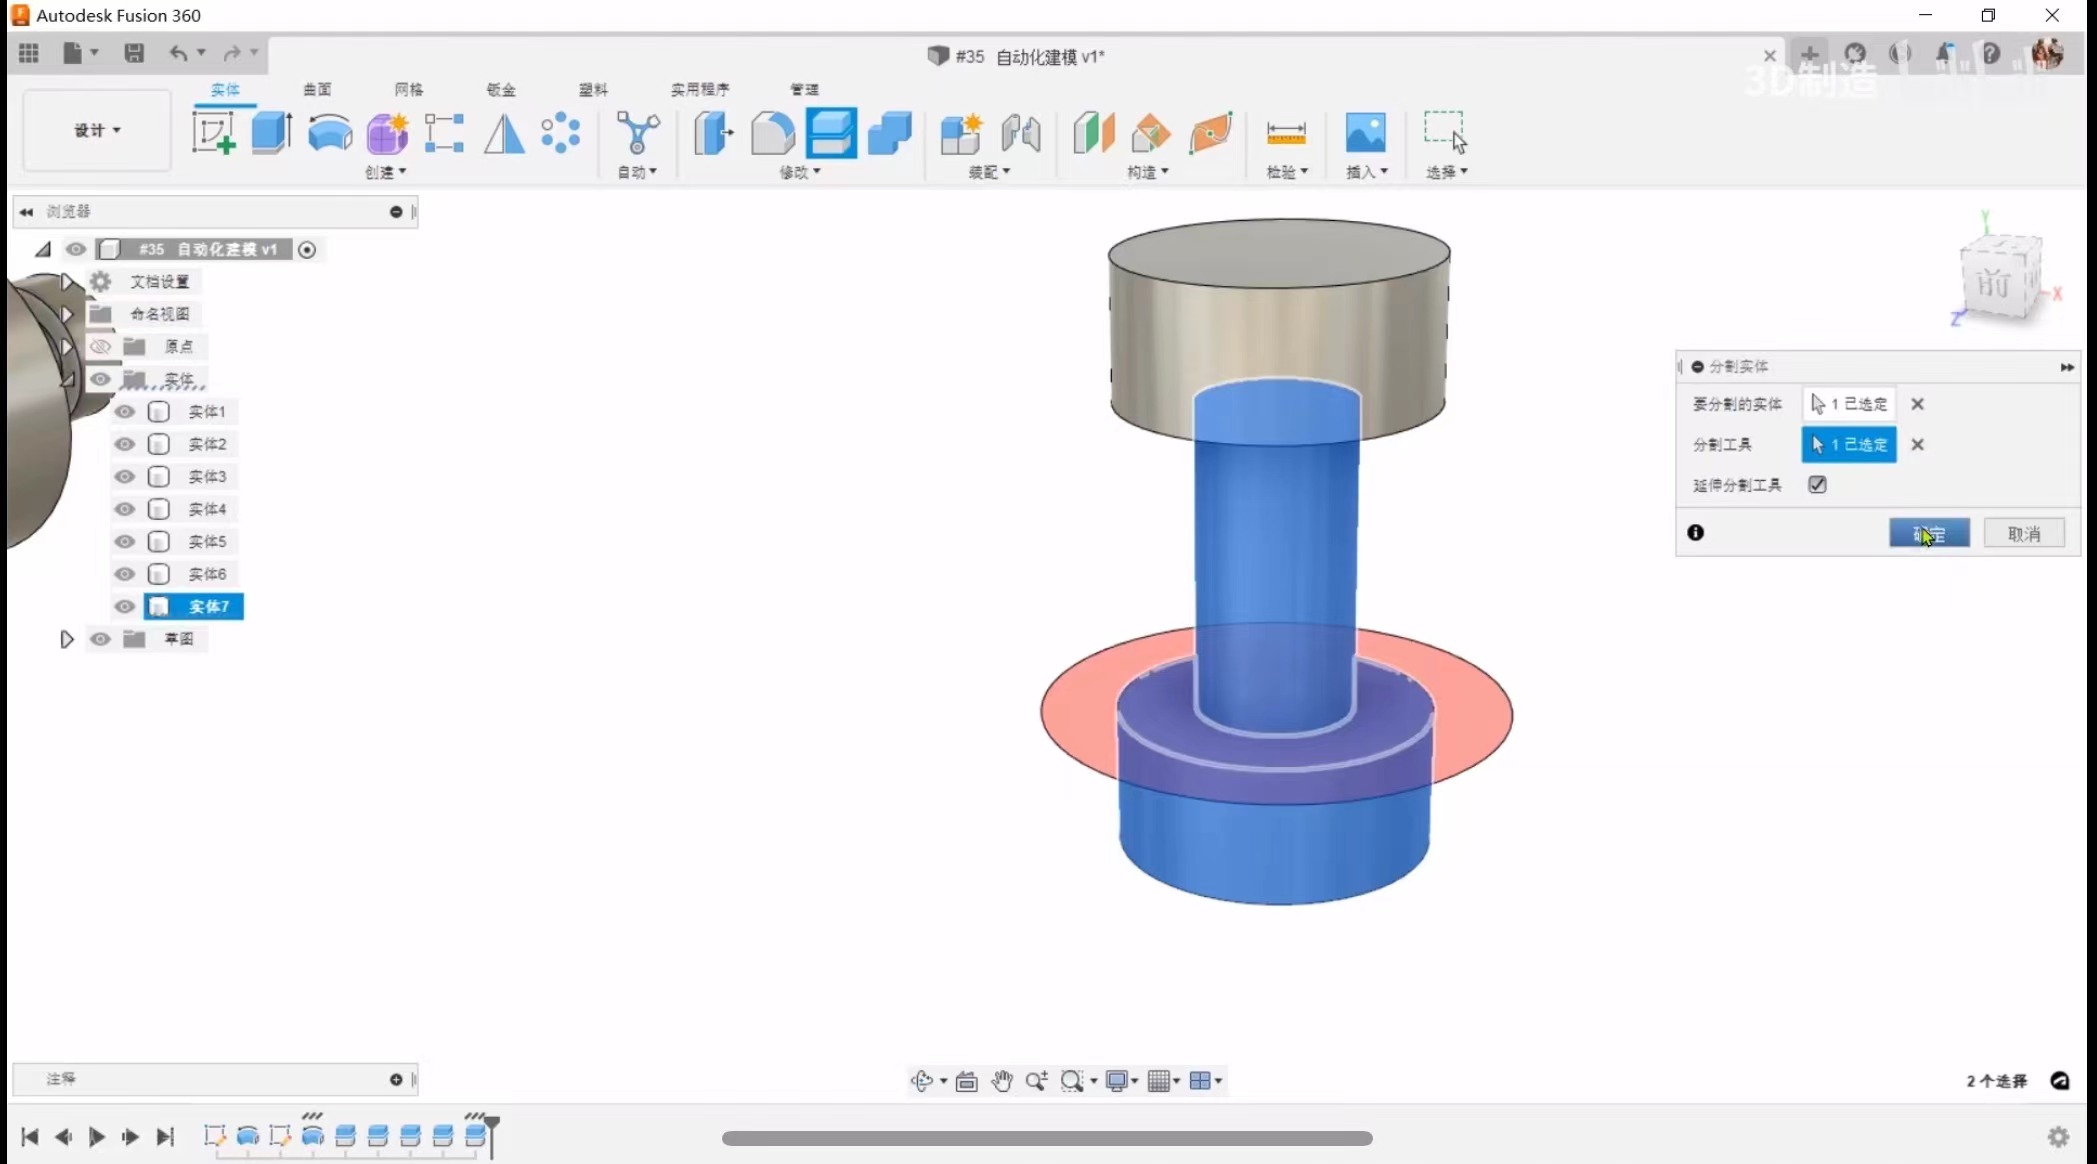 Autodesk Fusion 360
#35 自动化建模 v1*
3D制造
实体 曲面 网格 钣金 塑料 实用程序 管理
设计
创建 自动 修改 装配 构造 检验 插入 选择
浏览器
#35 自动化建模 v1
文档设置
命名视图
原点
实体
实体1
实体2
实体3
实体4
实体5
实体6
实体7
草图
Y
前
X
Z
分割实体
要分割的实体 1 已选定
分割工具 1 已选定
延伸分割工具
确定 取消
注释
2 个选择